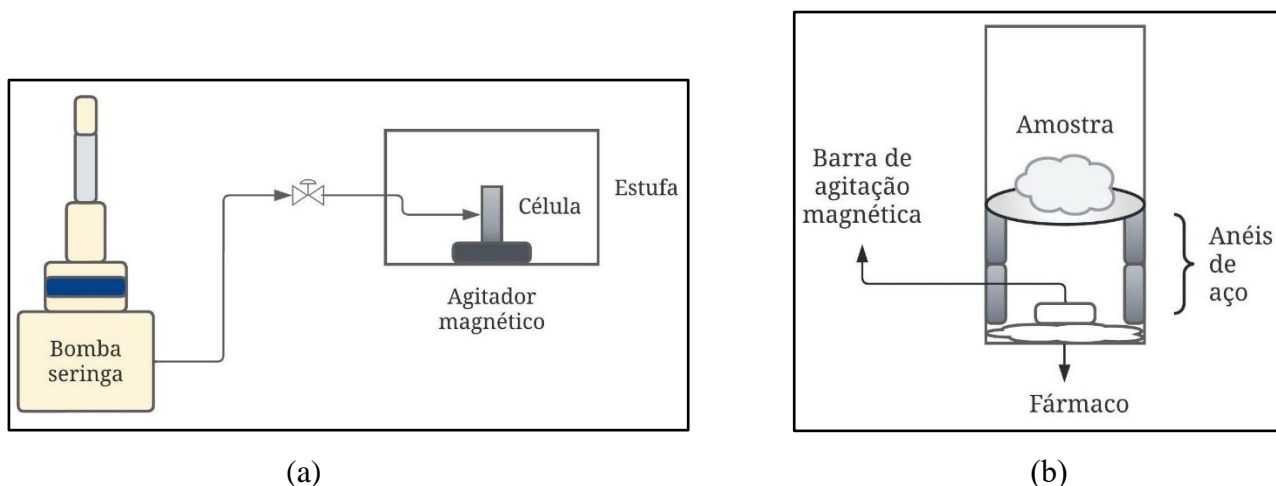 Bomba
seringa
Célula
Estufa
Agitador
magnético
(a)
Amostra
Barra de
agitação
magnética
Anéis
de
aço
Fármaco
(b)